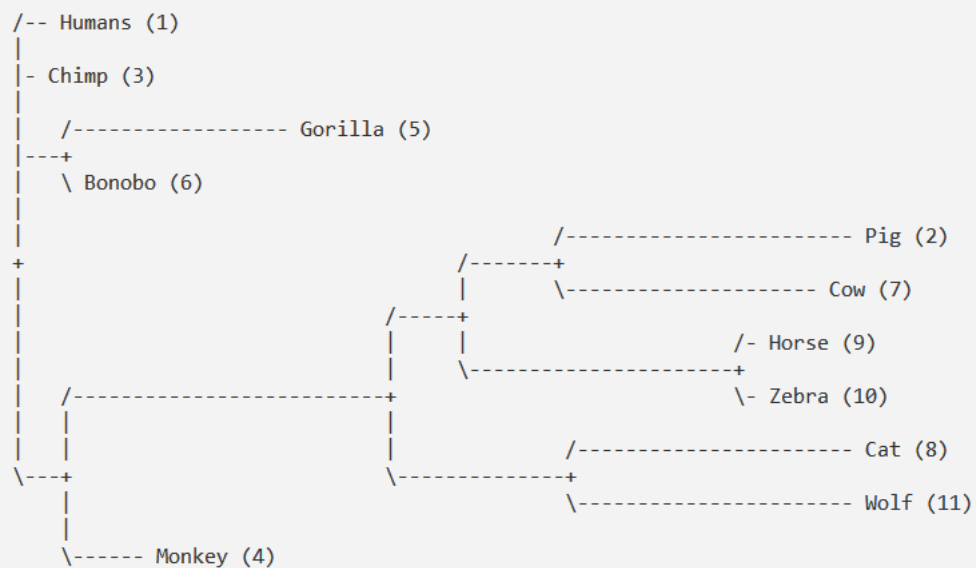 /-- Humans (1)
|
|- Chimp (3)
|
|   /------------------ Gorilla (5)
|---+
|   \ Bonobo (6)
|
|                                            /------------------------ Pig (2)
+                                    /-------+
|                                    |       \--------------------- Cow (7)
|                              /-----+
|                              |     |                      /- Horse (9)
|                              |     \----------------------+
|   /--------------------------+                            \- Zebra (10)
|   |                          |
|   |                          |              /----------------------- Cat (8)
\---+                          \--------------+
    |                                         \----------------------- Wolf (11)
    |
    \------ Monkey (4)